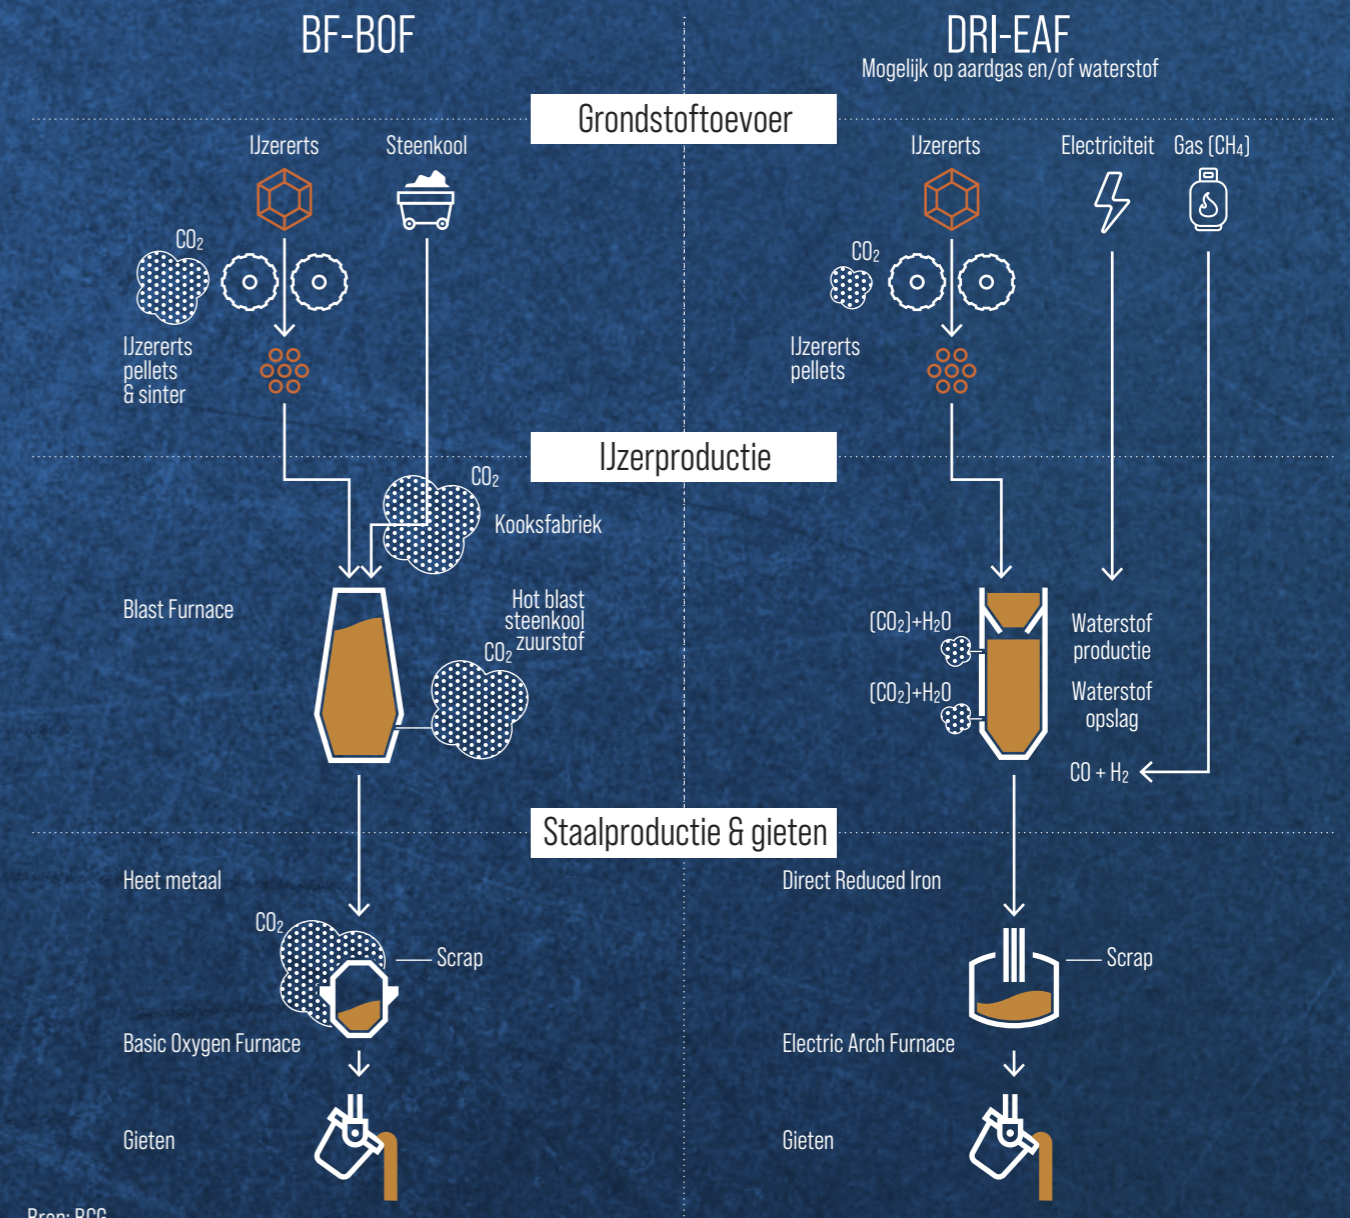 BF-BOF
DRI-EAF
Mogelijk op aardgas en/of waterstof
Grondstoftoevoer
IJzererts
Steenkool
IJzererts
Electriciteit
Gas (CH₄)
CO₂
CO₂
IJzererts
pellets
& sinter
IJzererts
pellets
IJzerproductie
CO₂
Kooksfabriek
Blast Furnace
Hot blast
steenkool
zuurstof
CO₂
(CO₂)+H₂O
(CO₂)+H₂O
Waterstof
productie
Waterstof
opslag
CO + H₂
Staalproductie & gieten
Heet metaal
Direct Reduced Iron
CO₂
Scrap
Scrap
Basic Oxygen Furnace
Electric Arch Furnace
Gieten
Gieten
Bron: BCG